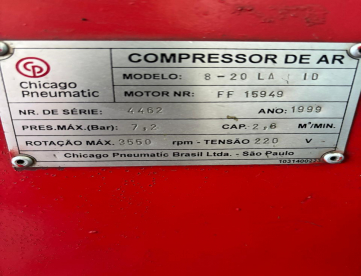 CP
COMPRESSOR DE AR
Chicago Pneumatic
MODELO: 8-20 LA ID
MOTOR NR: FF 15949
NR. DE SÉRIE: 4462 ANO: 1999
PRES.MÁX.(Bar): 7,2 CAP. 2,6 M³/MIN.
ROTAÇÃO MÁX. 3550 rpm - TENSÃO 220 V -
Chicago Pneumatic Brasil Ltda. - São Paulo